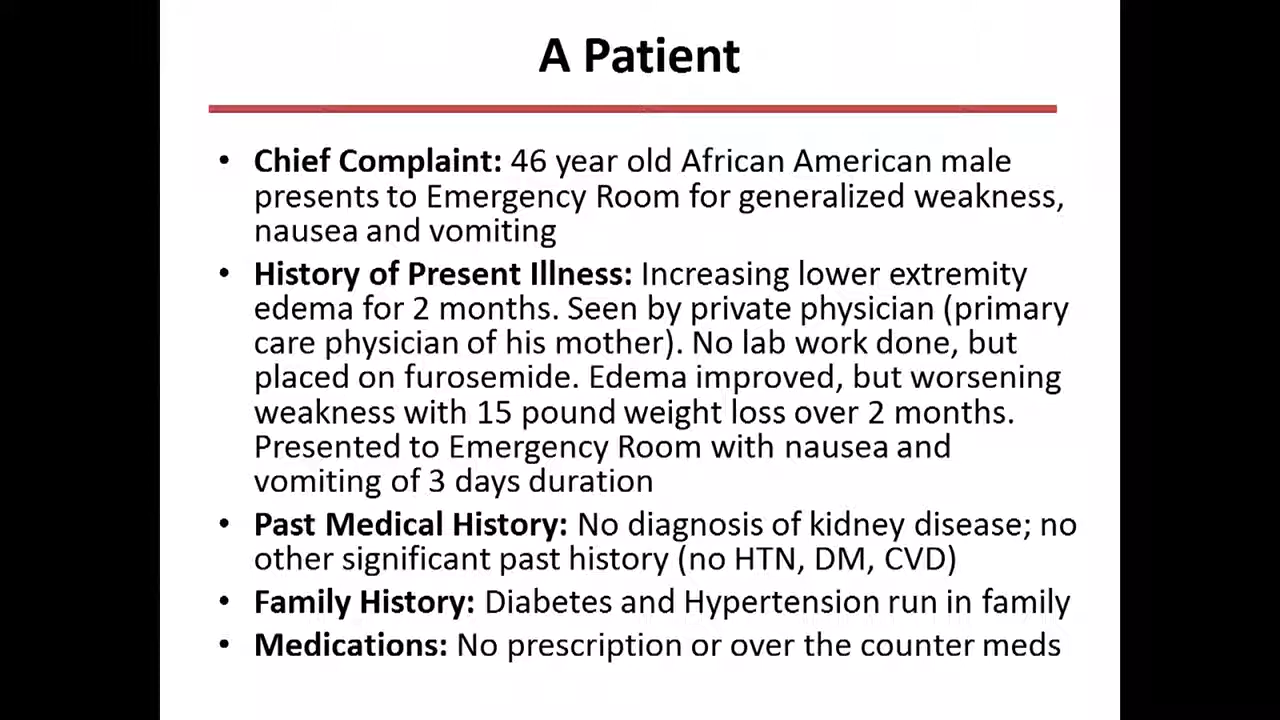 A Patient
• Chief Complaint: 46 year old African American male
presents to Emergency Room for generalized weakness,
nausea and vomiting
• History of Present Illness: Increasing lower extremity
edema for 2 months. Seen by private physician (primary
care physician of his mother). No lab work done, but
placed on furosemide. Edema improved, but worsening
weakness with 15 pound weight loss over 2 months.
Presented to Emergency Room with nausea and
vomiting of 3 days duration
• Past Medical History: No diagnosis of kidney disease; no
other significant past history (no HTN, DM, CVD)
• Family History: Diabetes and Hypertension run in family
• Medications: No prescription or over the counter meds